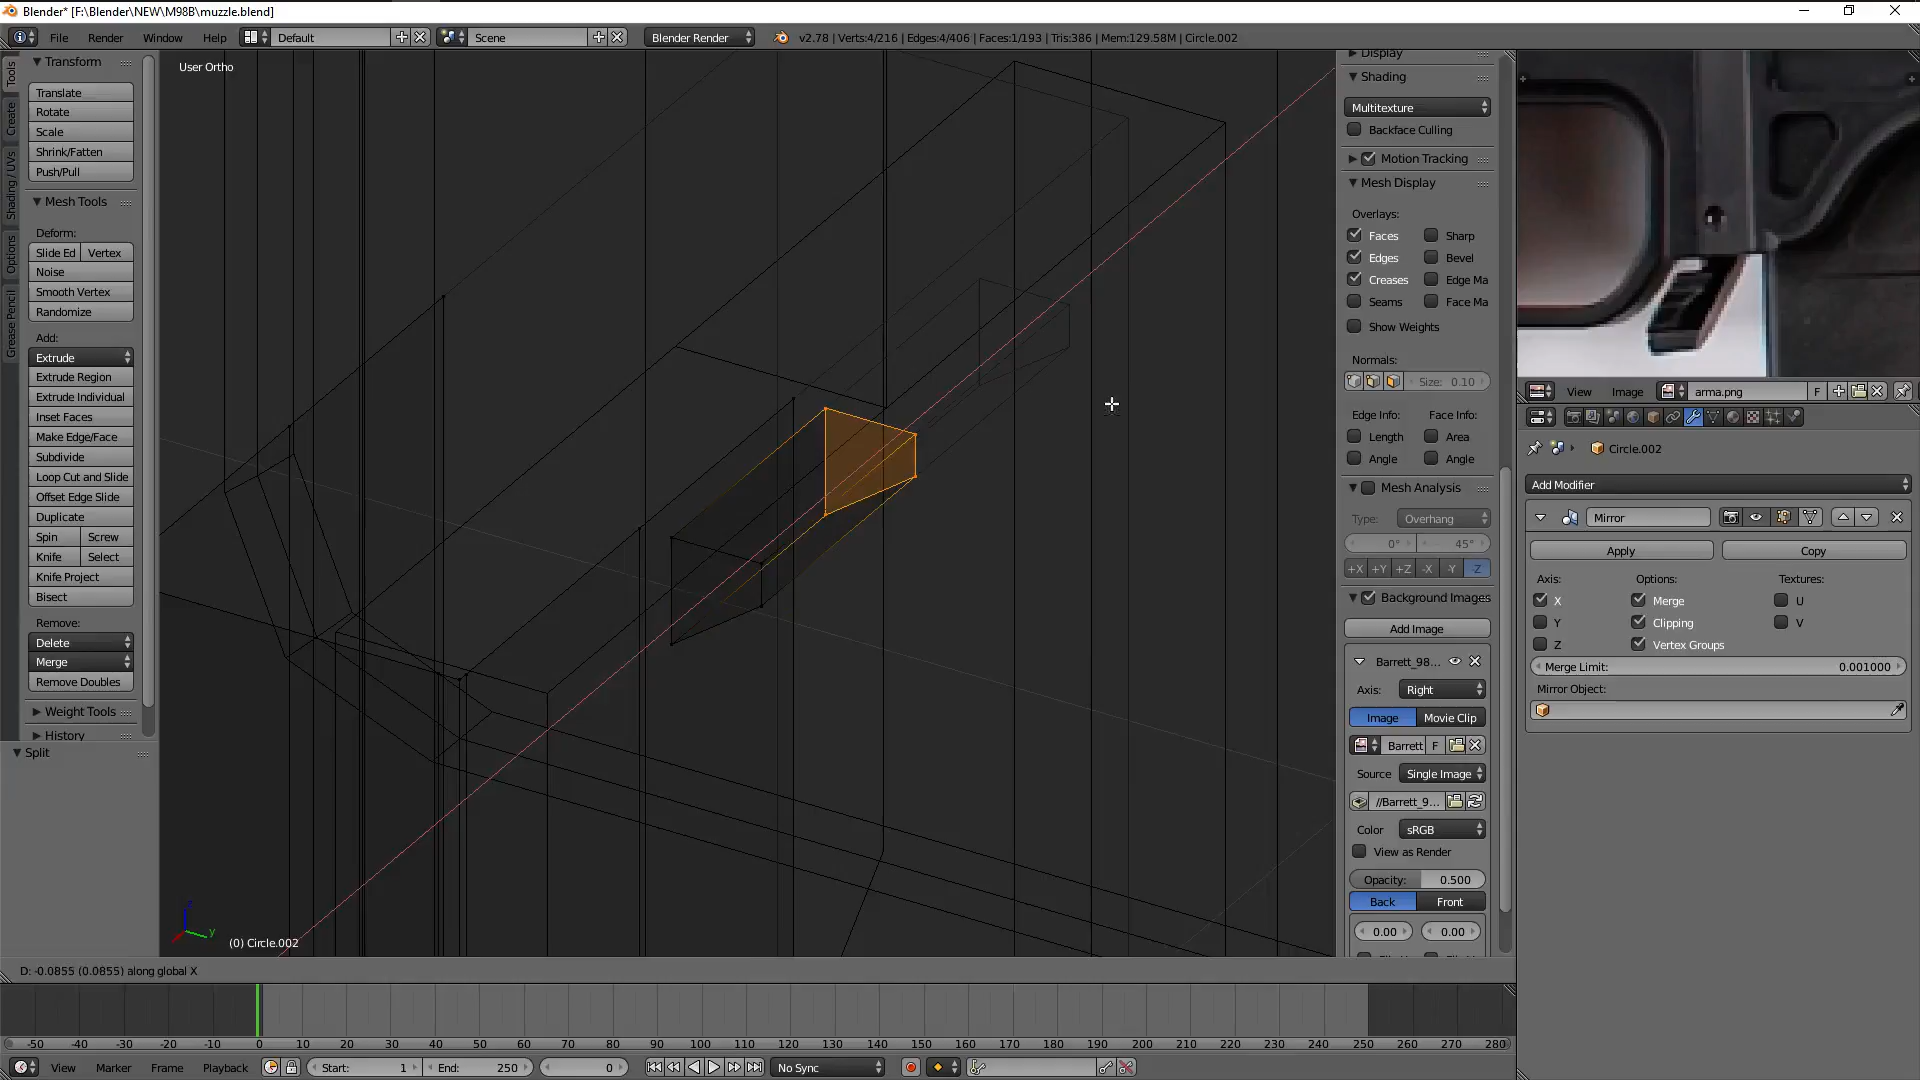 Blender* [F:\Blender\NEW\M98B\muzzle.blend]
File Render Window Help Default Scene Blender Render v2.78 | Verts:4/216 | Edges:4/406 | Faces:1/193 | Tris:386 | Mem:129.58M | Circle.002
Tools
Create
Shading / UVs
Options
Grease Pencil
Transform
Translate
Rotate
Scale
Shrink/Fatten
Push/Pull
Mesh Tools
Deform:
Slide Ed Vertex
Noise
Smooth Vertex
Randomize
Add:
Extrude
Extrude Region
Extrude Individual
Inset Faces
Make Edge/Face
Subdivide
Loop Cut and Slide
Offset Edge Slide
Duplicate
Spin Screw
Knife Select
Knife Project
Bisect
Remove:
Delete
Merge
Remove Doubles
Weight Tools
History
Split
User Ortho
z
y
(0) Circle.002
Display
Shading
Multitexture
Backface Culling
Motion Tracking
Mesh Display
Overlays:
Faces Sharp
Edges Bevel
Creases Edge Ma
Seams Face Ma
Show Weights
Normals:
Size: 0.10
Edge Info: Face Info:
Length Area
Angle Angle
Mesh Analysis
Type: Overhang
0° 45°
+X +Y +Z -X -Y -Z
Background Images
Add Image
Barrett_98...
Axis: Right
Image Movie Clip
Barrett F
Source Single Image
//Barrett_9...
Color sRGB
View as Render
Opacity: 0.500
Back Front
0.00 0.00
View Image arma.png F
Circle.002
Add Modifier
Mirror
Apply Copy
Axis: Options: Textures:
X Merge U
Y Clipping V
Z Vertex Groups
Merge Limit: 0.001000
Mirror Object:
D: -0.0855 (0.0855) along global X
-50 -40 -30 -20 -10 0 10 20 30 40 50 60 70 80 90 100 110 120 130 140 150 160 170 180 190 200 210 220 230 240 250 260 270 280
View Marker Frame Playback Start: 1 End: 250 0 No Sync